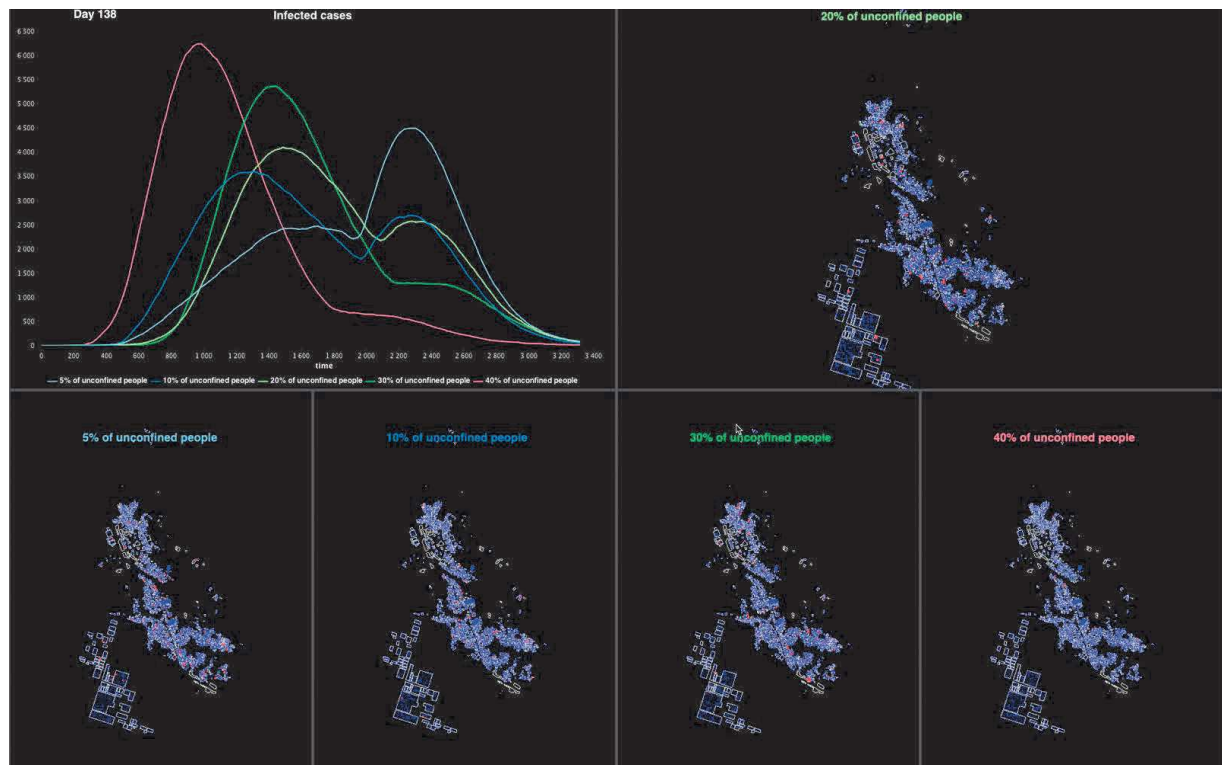 Day 138
Infected cases
20% of unconfined people
6 500
6 000
5 500
5 000
4 500
4 000
3 500
3 000
2 500
2 000
1 500
1 000
500
0
0 200 400 600 800 1 000 1 200 1 400 1 600 1 800 2 000 2 200 2 400 2 600 2 800 3 000 3 200 3 400
time
5% of unconfined people 10% of unconfined people 20% of unconfined people 30% of unconfined people 40% of unconfined people
5% of unconfined people
10% of unconfined people
30% of unconfined people
40% of unconfined people